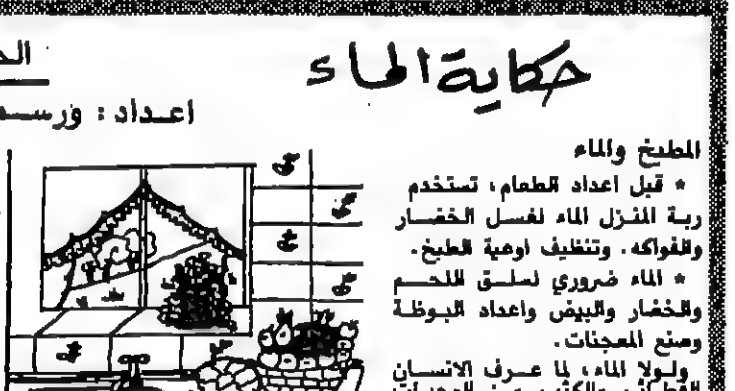 حكاية الماء
اعداد : ورسم
المطبخ والماء
* قبل اعداد الطعام، تستخدم
ربة المنزل الماء لغسل الخضار
والفواكه. وتنظيف اوعية الطبخ.
* الماء ضروري لسلق اللحم
والخضار والبيض واعداد البوظة
وصنع المعجنات.
ولولا الماء، لما عرف الانسان